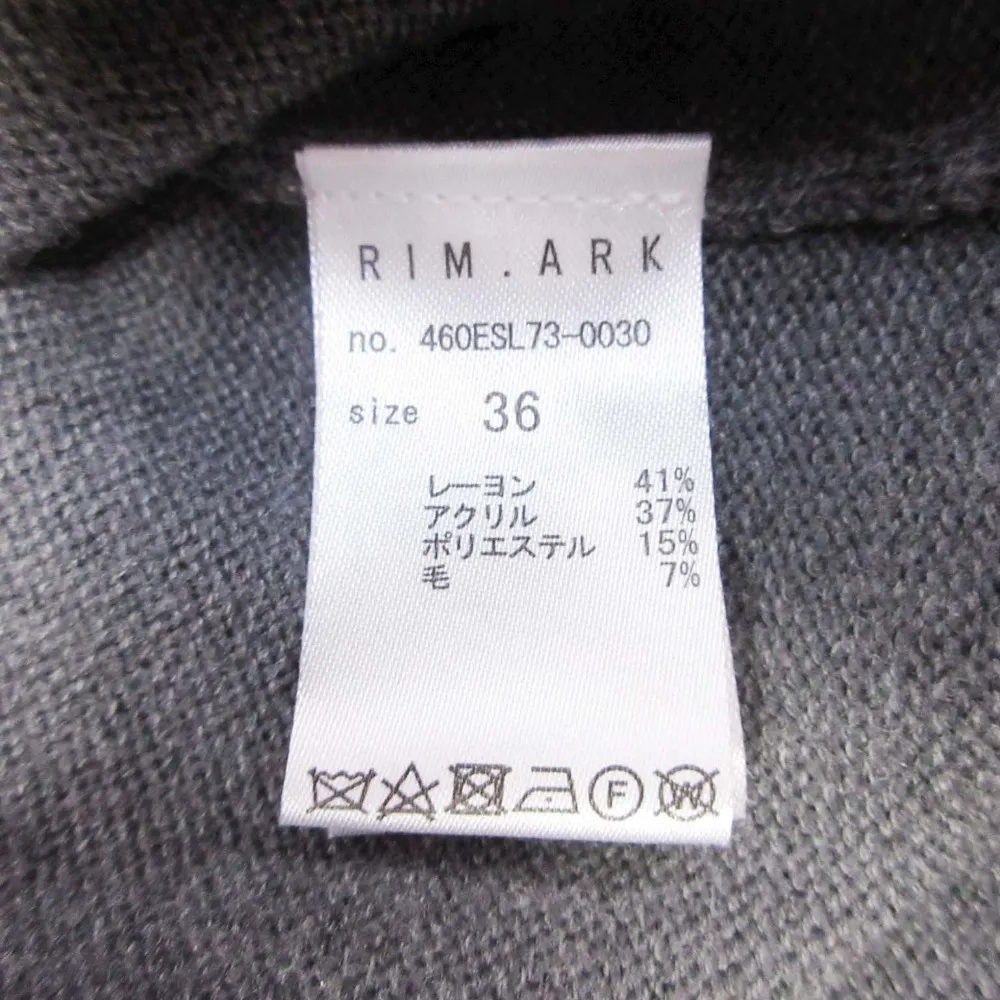 RIM.ARK
no. 460ESL73-0030
size 36
レーヨン 41%
アクリル 37%
ポリエステル 15%
毛 7%
F W